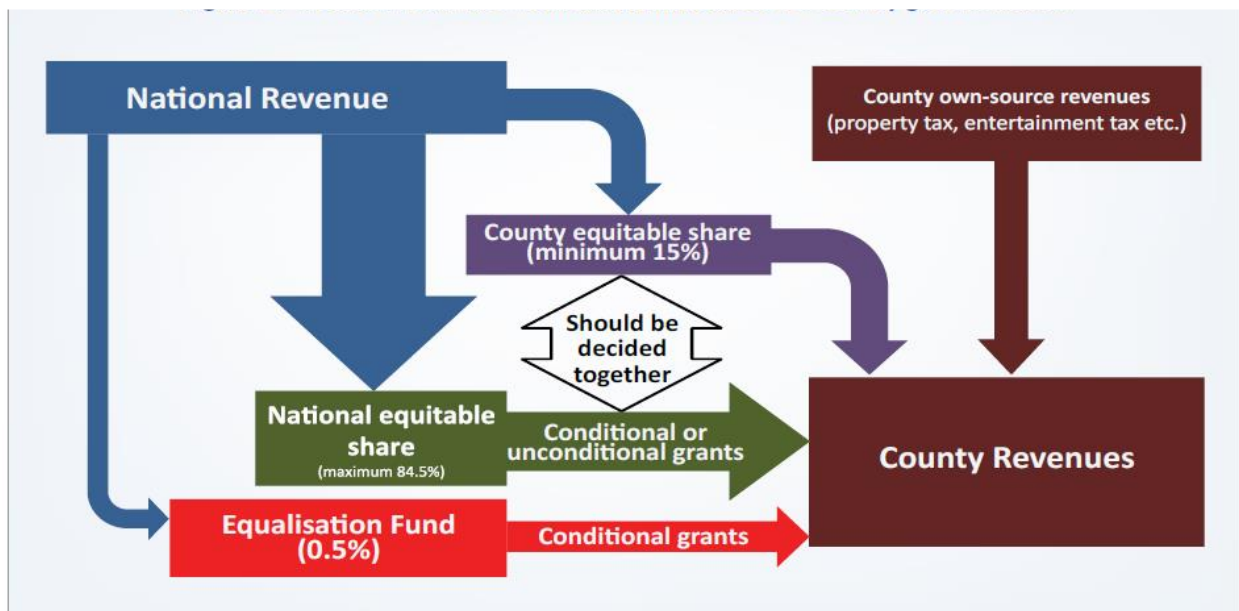 National Revenue
County own-source revenues
(property tax, entertainment tax etc.)
County equitable share
(minimum 15%)
Should be
decided
together
National equitable
share
(maximum 84.5%)
Conditional or
unconditional grants
County Revenues
Equalisation Fund
(0.5%)
Conditional grants